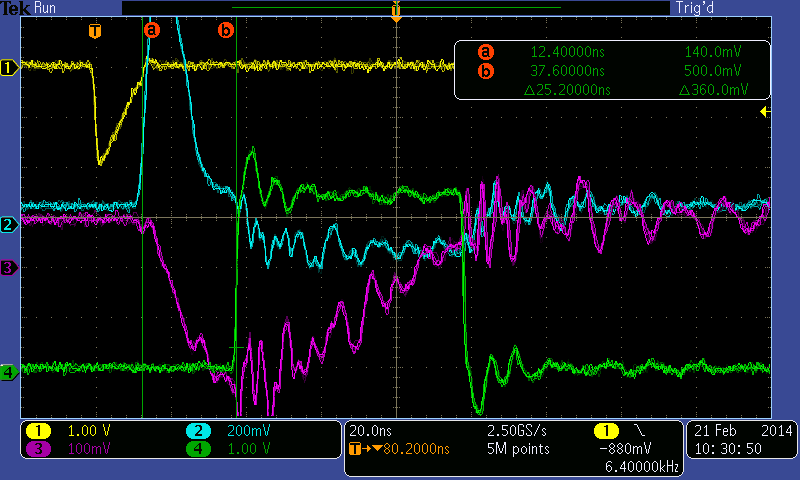 Tek Run T Trig'd
T a b
a 12.40000ns 140.0mV
b 37.60000ns 500.0mV
Δ25.20000ns Δ360.0mV
1
2
3
4
1 1.00 V 2 200mV 20.0ns 2.50GS/s 1 21 Feb 2014
3 100mV 4 1.00 V T→▼80.2000ns 5M points −880mV 10:30:50
6.40000kHz